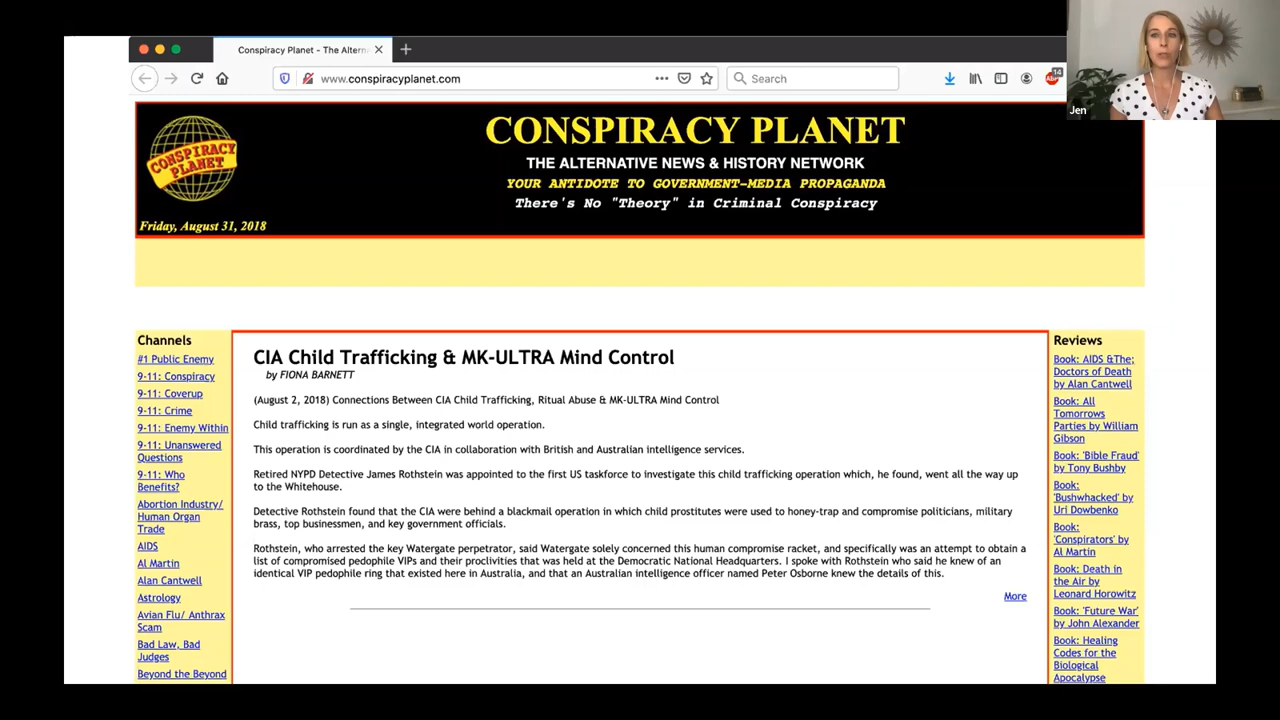 Conspiracy Planet - The Altern
www.conspiracyplanet.com
Search
14
Jen
CONSPIRACY PLANET
CONSPIRACY PLANET
THE ALTERNATIVE NEWS & HISTORY NETWORK
YOUR ANTIDOTE TO GOVERNMENT-MEDIA PROPAGANDA
There's No "Theory" in Criminal Conspiracy
Friday, August 31, 2018
Channels
#1 Public Enemy
9-11: Conspiracy
9-11: Coverup
9-11: Crime
9-11: Enemy Within
9-11: Unanswered
Questions
9-11: Who
Benefits?
Abortion Industry/
Human Organ
Trade
AIDS
Al Martin
Alan Cantwell
Astrology
Avian Flu/ Anthrax
Scam
Bad Law, Bad
Judges
Beyond the Beyond
CIA Child Trafficking & MK-ULTRA Mind Control
by FIONA BARNETT
(August 2, 2018) Connections Between CIA Child Trafficking, Ritual Abuse & MK-ULTRA Mind Control
Child trafficking is run as a single, integrated world operation.
This operation is coordinated by the CIA in collaboration with British and Australian intelligence services.
Retired NYPD Detective James Rothstein was appointed to the first US taskforce to investigate this child trafficking operation which, he found, went all the way up
to the Whitehouse.
Detective Rothstein found that the CIA were behind a blackmail operation in which child prostitutes were used to honey-trap and compromise politicians, military
brass, top businessmen, and key government officials.
Rothstein, who arrested the key Watergate perpetrator, said Watergate solely concerned this human compromise racket, and specifically was an attempt to obtain a
list of compromised pedophile VIPs and their proclivities that was held at the Democratic National Headquarters. I spoke with Rothstein who said he knew of an
identical VIP pedophile ring that existed here in Australia, and that an Australian intelligence officer named Peter Osborne knew the details of this.
More
Reviews
Book: AIDS &The;
Doctors of Death
by Alan Cantwell
Book: All
Tomorrows
Parties by William
Gibson
Book: 'Bible Fraud'
by Tony Bushby
Book:
'Bushwhacked' by
Uri Dowbenko
Book:
'Conspirators' by
Al Martin
Book: Death in
the Air by
Leonard Horowitz
Book: 'Future War'
by John Alexander
Book: Healing
Codes for the
Biological
Apocalypse